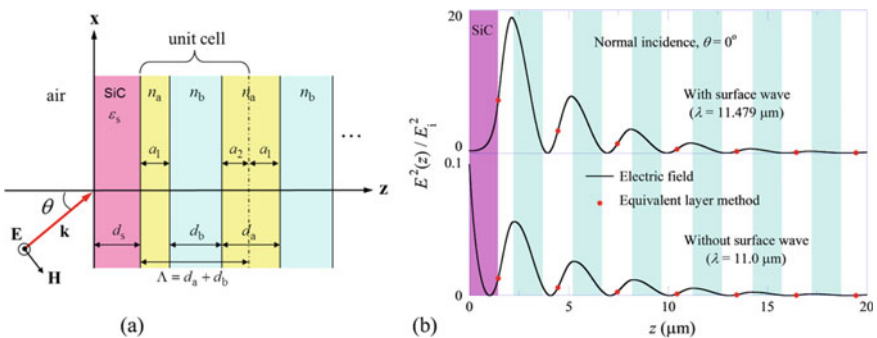 x
unit cell
air
SiC
εs
na
nb
na
nb
...
a1
a2
a1
z
θ
E
k
H
ds
db
da
Λ = da + db
(a)
20
SiC
Normal incidence, θ = 0°
With surface wave
(λ = 11.479 μm)
0
0.1
E²(z) / Ei²
Electric field
Equivalent layer method
Without surface wave
(λ = 11.0 μm)
0
0
5
10
15
20
z (μm)
(b)